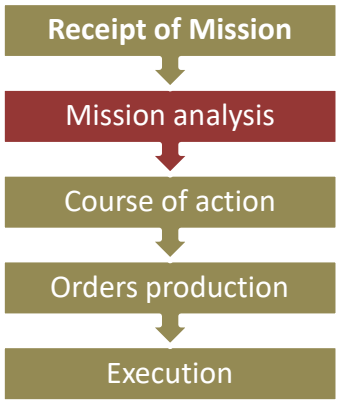 Receipt of Mission
Mission analysis
Course of action
Orders production
Execution